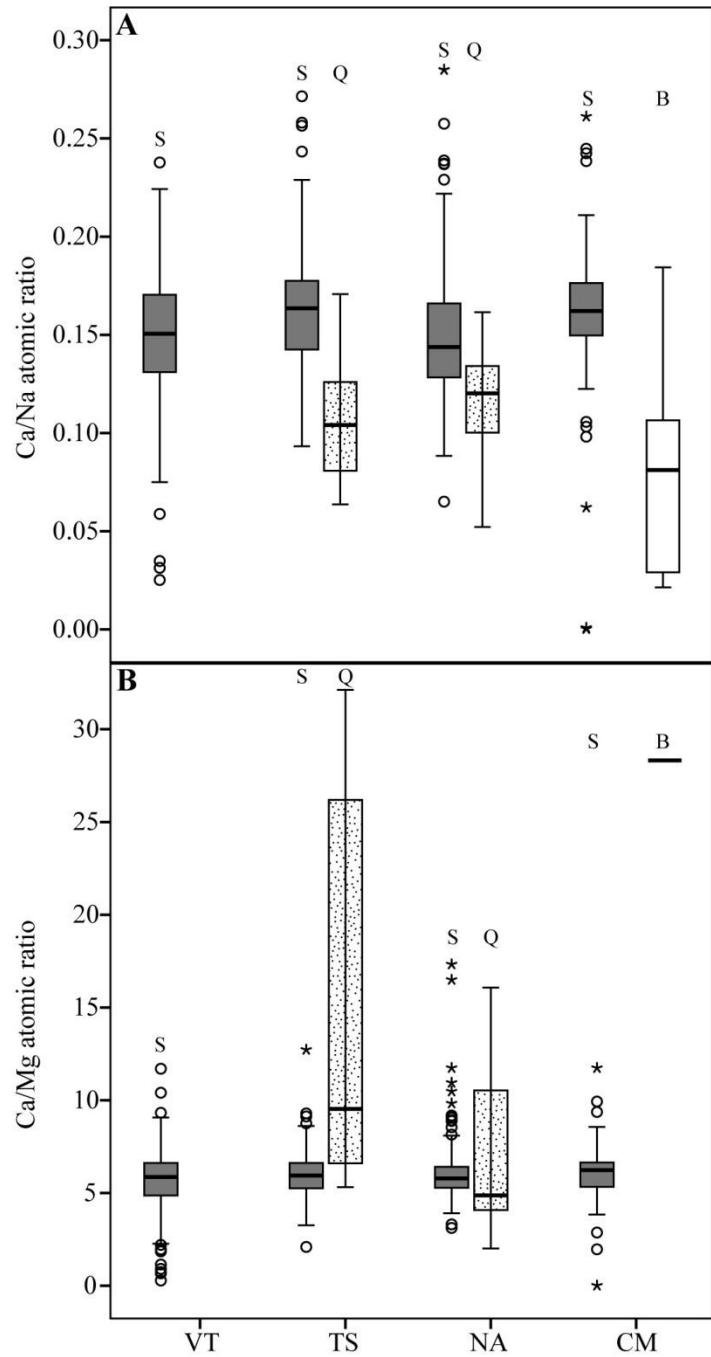 A
Ca/Na atomic ratio
0.30
0.25
0.20
0.15
0.10
0.05
0.00
S
S Q
S Q
S B
B
Ca/Mg atomic ratio
30
25
20
15
10
5
0
S
S Q
S Q
S B
VT TS NA CM